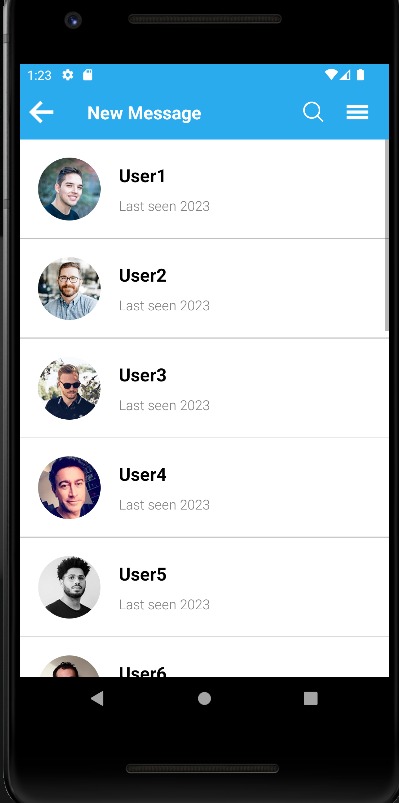 1:23
New Message
User1
Last seen 2023
User2
Last seen 2023
User3
Last seen 2023
User4
Last seen 2023
User5
Last seen 2023
User6